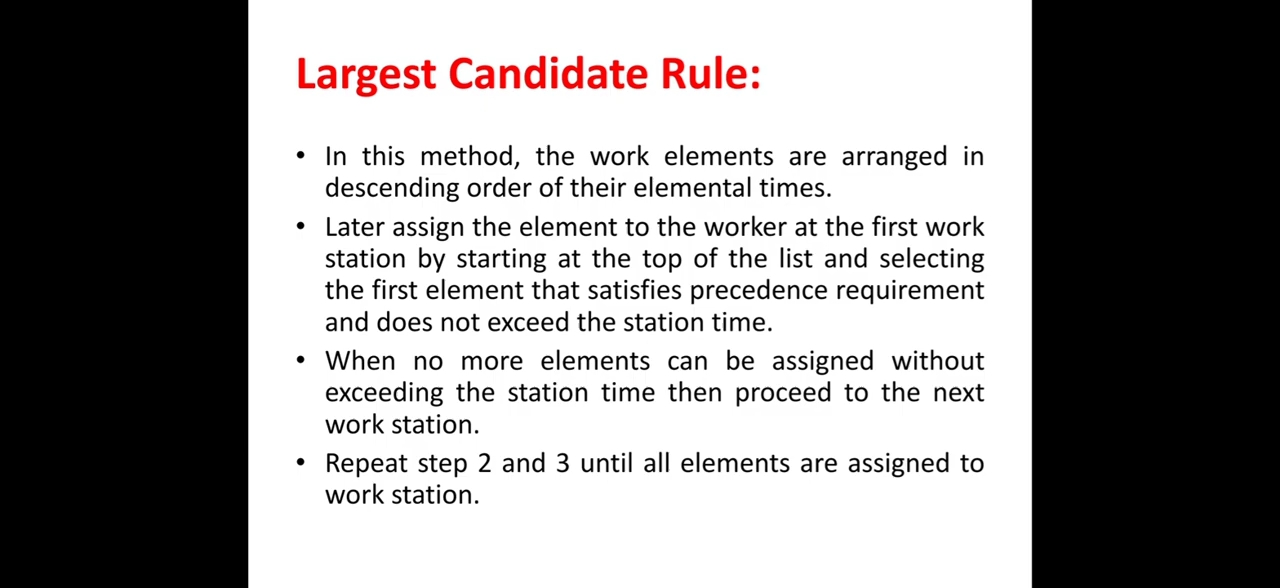 Largest Candidate Rule:
• In this method, the work elements are arranged in
descending order of their elemental times.
• Later assign the element to the worker at the first work
station by starting at the top of the list and selecting
the first element that satisfies precedence requirement
and does not exceed the station time.
• When no more elements can be assigned without
exceeding the station time then proceed to the next
work station.
• Repeat step 2 and 3 until all elements are assigned to
work station.